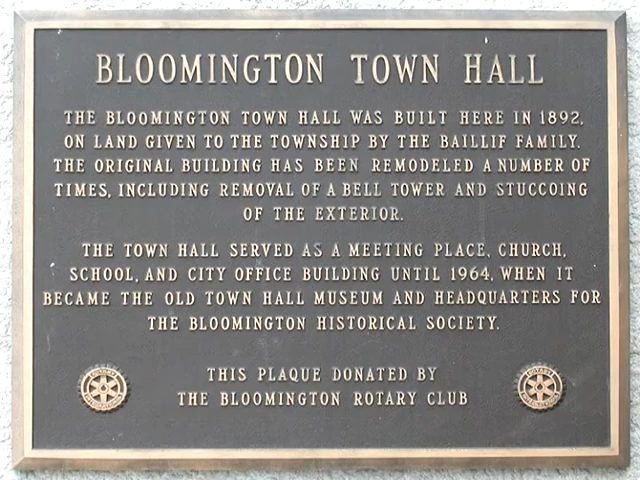 BLOOMINGTON TOWN HALL
THE BLOOMINGTON TOWN HALL WAS BUILT HERE IN 1892,
ON LAND GIVEN TO THE TOWNSHIP BY THE BAILLIF FAMILY.
THE ORIGINAL BUILDING HAS BEEN REMODELED A NUMBER OF
TIMES, INCLUDING REMOVAL OF A BELL TOWER AND STUCCOING
OF THE EXTERIOR.
THE TOWN HALL SERVED AS A MEETING PLACE, CHURCH,
SCHOOL, AND CITY OFFICE BUILDING UNTIL 1964, WHEN IT
BECAME THE OLD TOWN HALL MUSEUM AND HEADQUARTERS FOR
THE BLOOMINGTON HISTORICAL SOCIETY.
THIS PLAQUE DONATED BY
THE BLOOMINGTON ROTARY CLUB
ROTARY INTERNATIONAL
ROTARY INTERNATIONAL